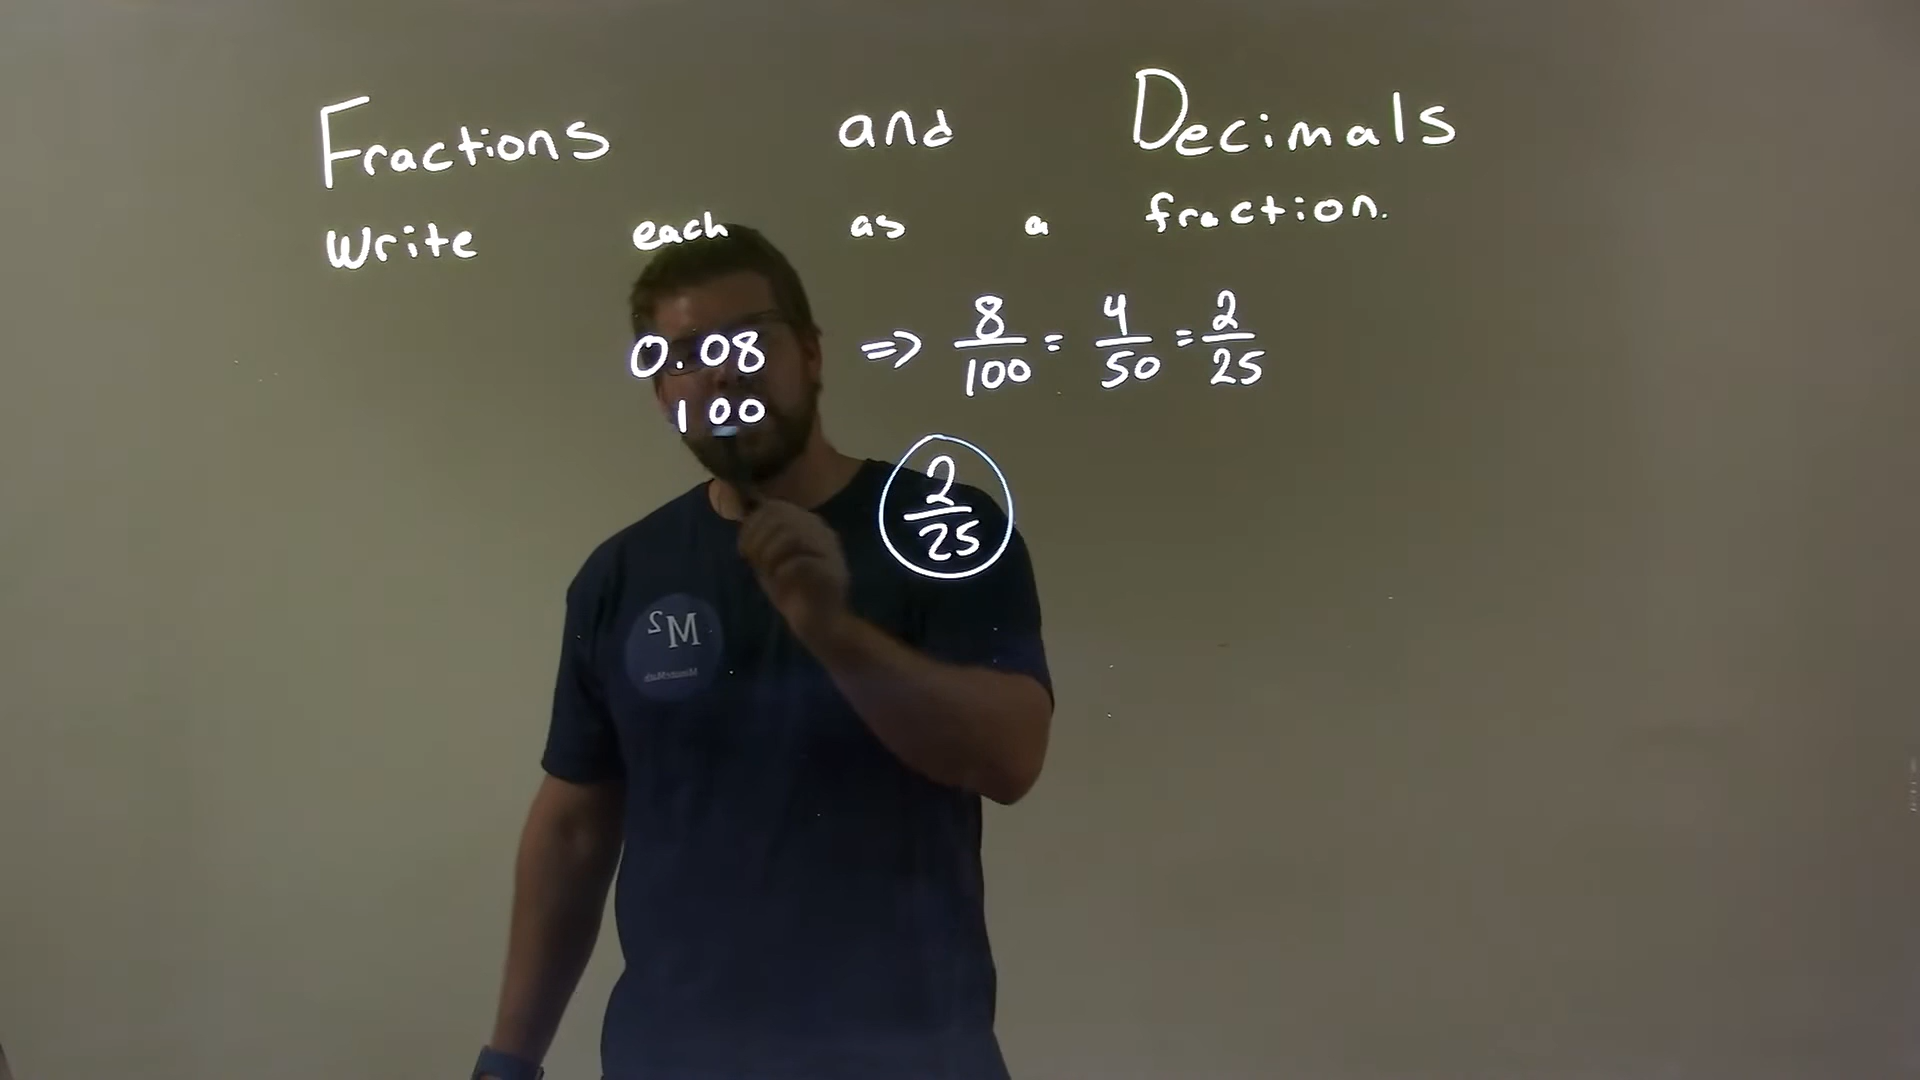 Fractions and Decimals
Write each as a fraction.
0.08 ⇒ 8/100 = 4/50 = 2/25
100
2/25
M2
MinuteMath